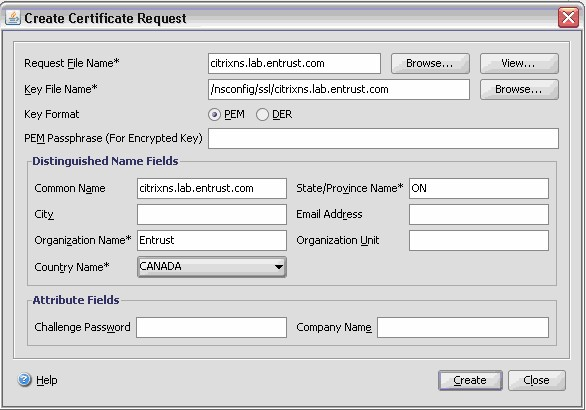 Create Certificate Request
Request File Name* citrixns.lab.entrust.com Browse... View...
Key File Name* /nsconfig/ssl/citrixns.lab.entrust.com Browse...
Key Format PEM DER
PEM Passphrase (For Encrypted Key)
Distinguished Name Fields
Common Name citrixns.lab.entrust.com State/Province Name* ON
City Email Address
Organization Name* Entrust Organization Unit
Country Name* CANADA
Attribute Fields
Challenge Password Company Name
Help Create Close